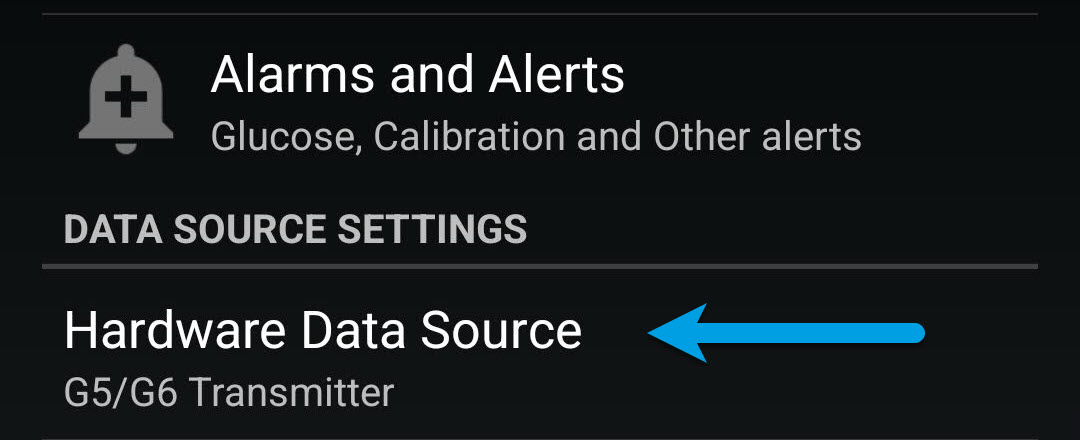 Alarms and Alerts
Glucose, Calibration and Other alerts
DATA SOURCE SETTINGS
Hardware Data Source
G5/G6 Transmitter